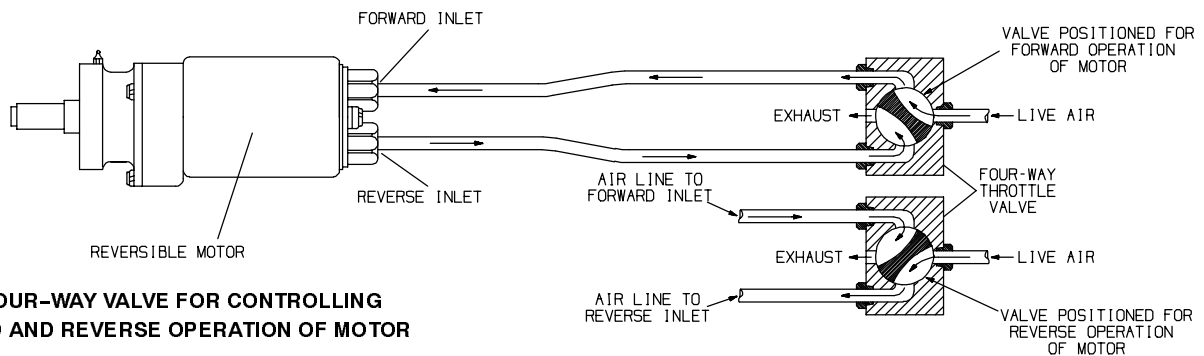 FORWARD INLET
VALVE POSITIONED FOR
FORWARD OPERATION
OF MOTOR
EXHAUST
LIVE AIR
REVERSE INLET
AIR LINE TO
FORWARD INLET
FOUR-WAY
THROTTLE
VALVE
REVERSIBLE MOTOR
EXHAUST
LIVE AIR
OUR-WAY VALVE FOR CONTROLLING
AND REVERSE OPERATION OF MOTOR
AIR LINE TO
REVERSE INLET
VALVE POSITIONED FOR
REVERSE OPERATION
OF MOTOR